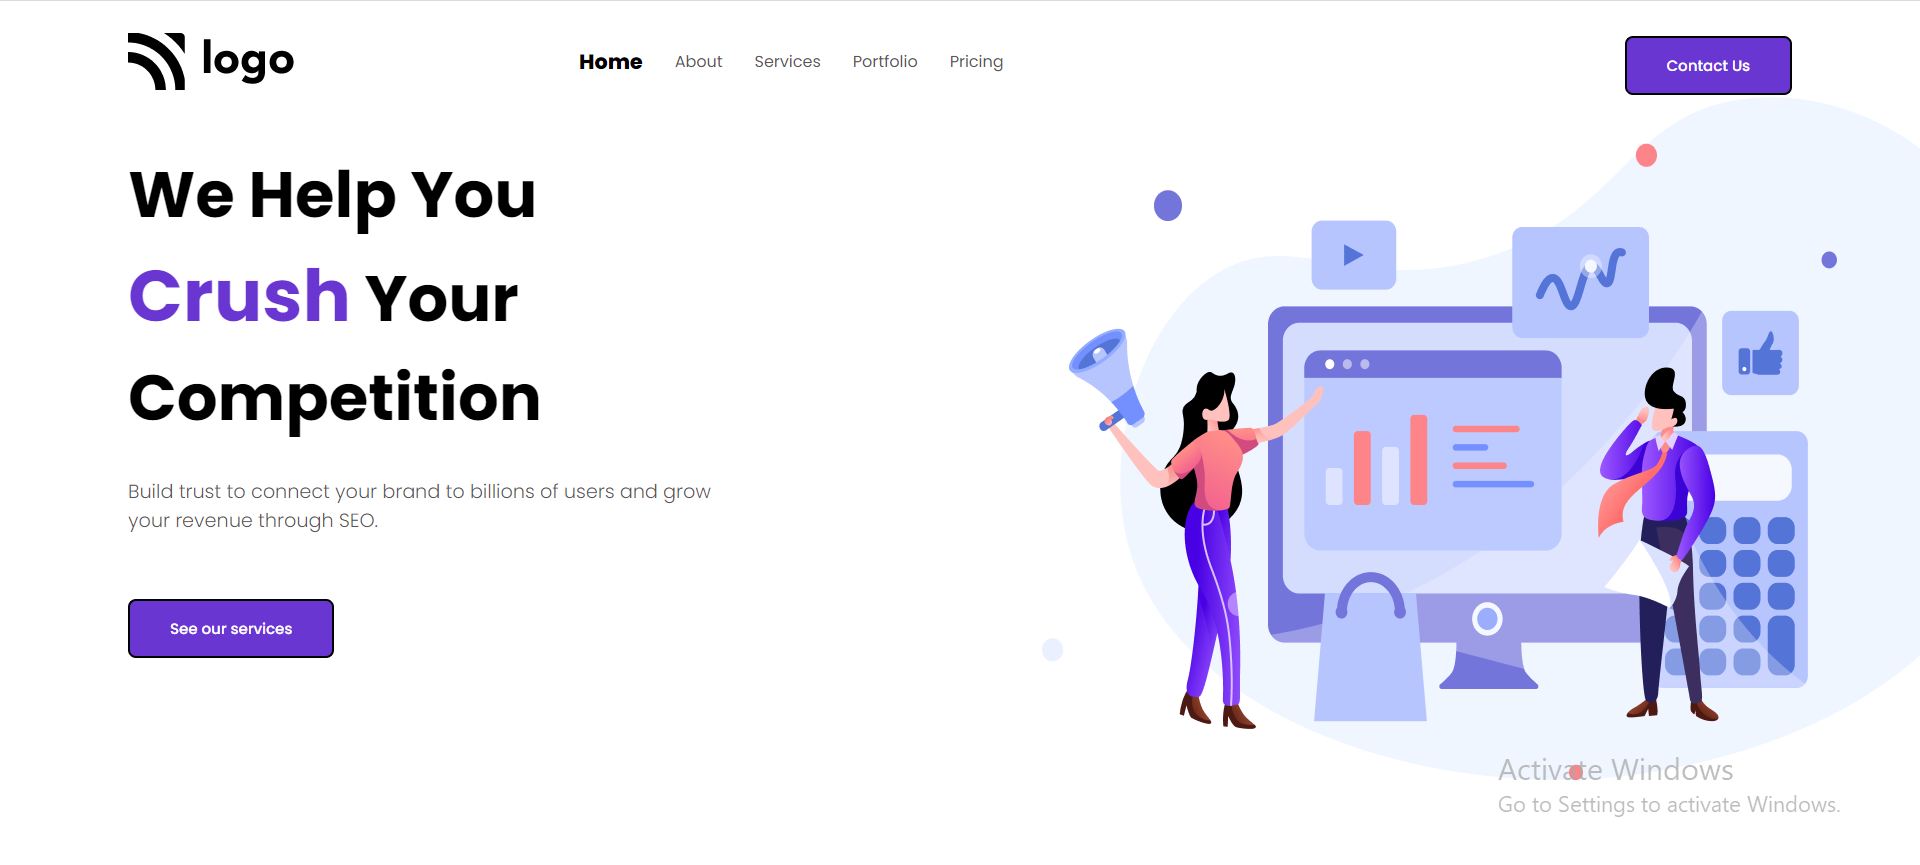 logo
Home About Services Portfolio Pricing
Contact Us
We Help You
Crush Your
Competition
Build trust to connect your brand to billions of users and grow
your revenue through SEO.
See our services
Activate Windows
Go to Settings to activate Windows.